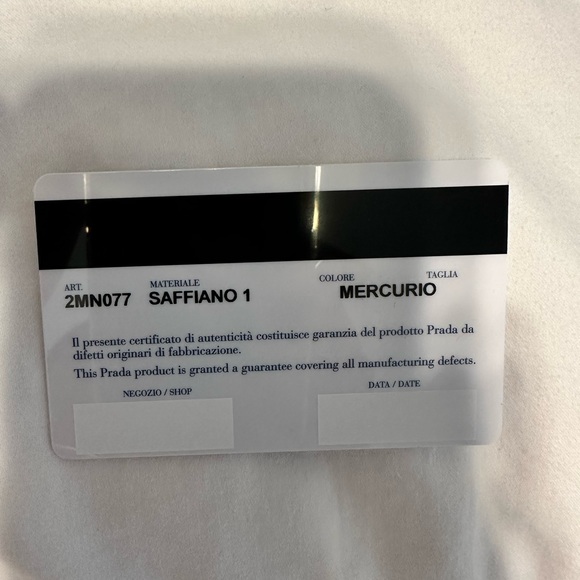 ART. MATERIALE COLORE TAGLIA
2MN077 SAFFIANO 1 MERCURIO
Il presente certificato di autenticità costituisce garanzia del prodotto Prada da
difetti originari di fabbricazione.
This Prada product is granted a guarantee covering all manufacturing defects.
NEGOZIO / SHOP DATA / DATE